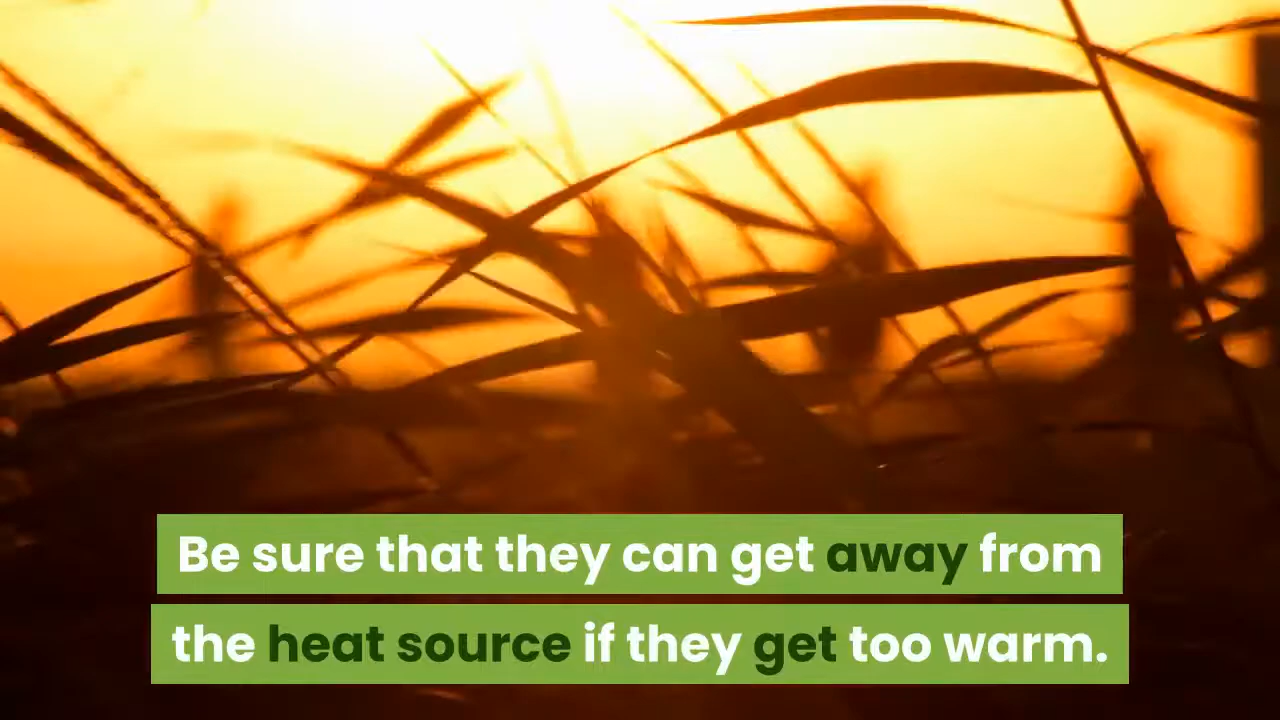 Be sure that they can get away from
the heat source if they get too warm.